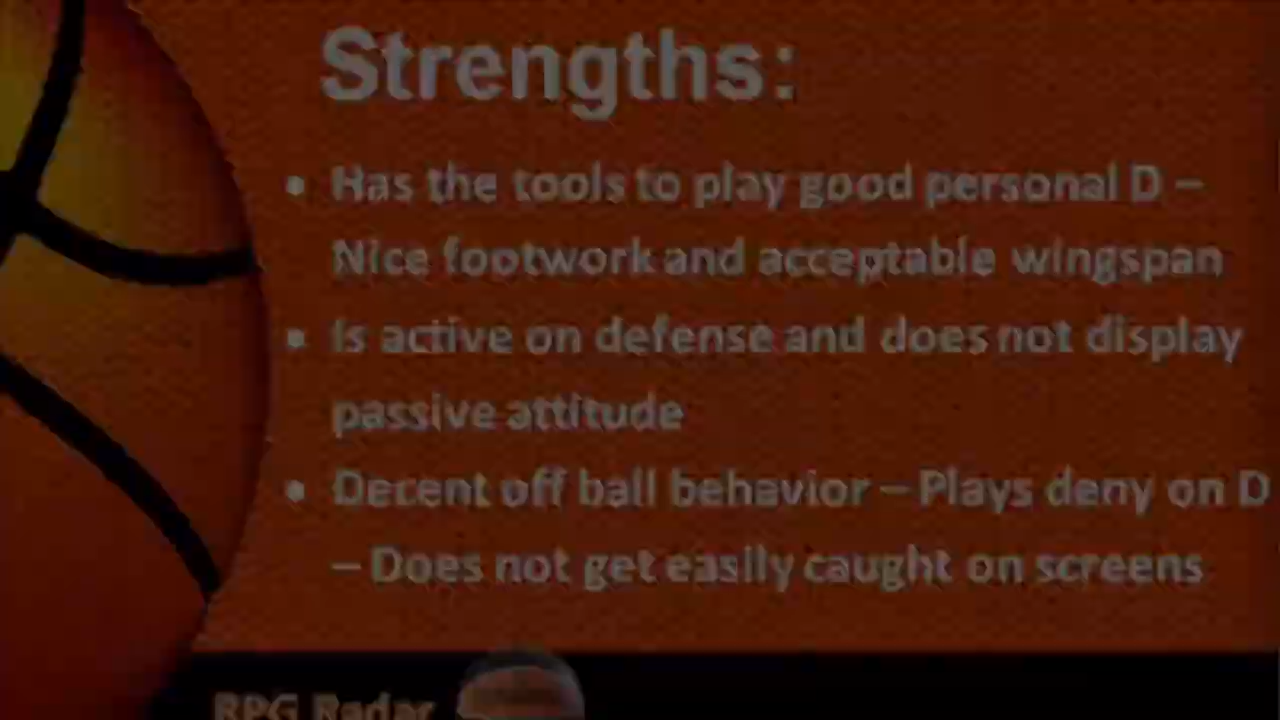 Strengths:
• Has the tools to play good personal D –
Nice footwork and acceptable wingspan
• Is active on defense and does not display
passive attitude
• Decent off ball behavior – Plays deny on D
– Does not get easily caught on screens
RPG Radar